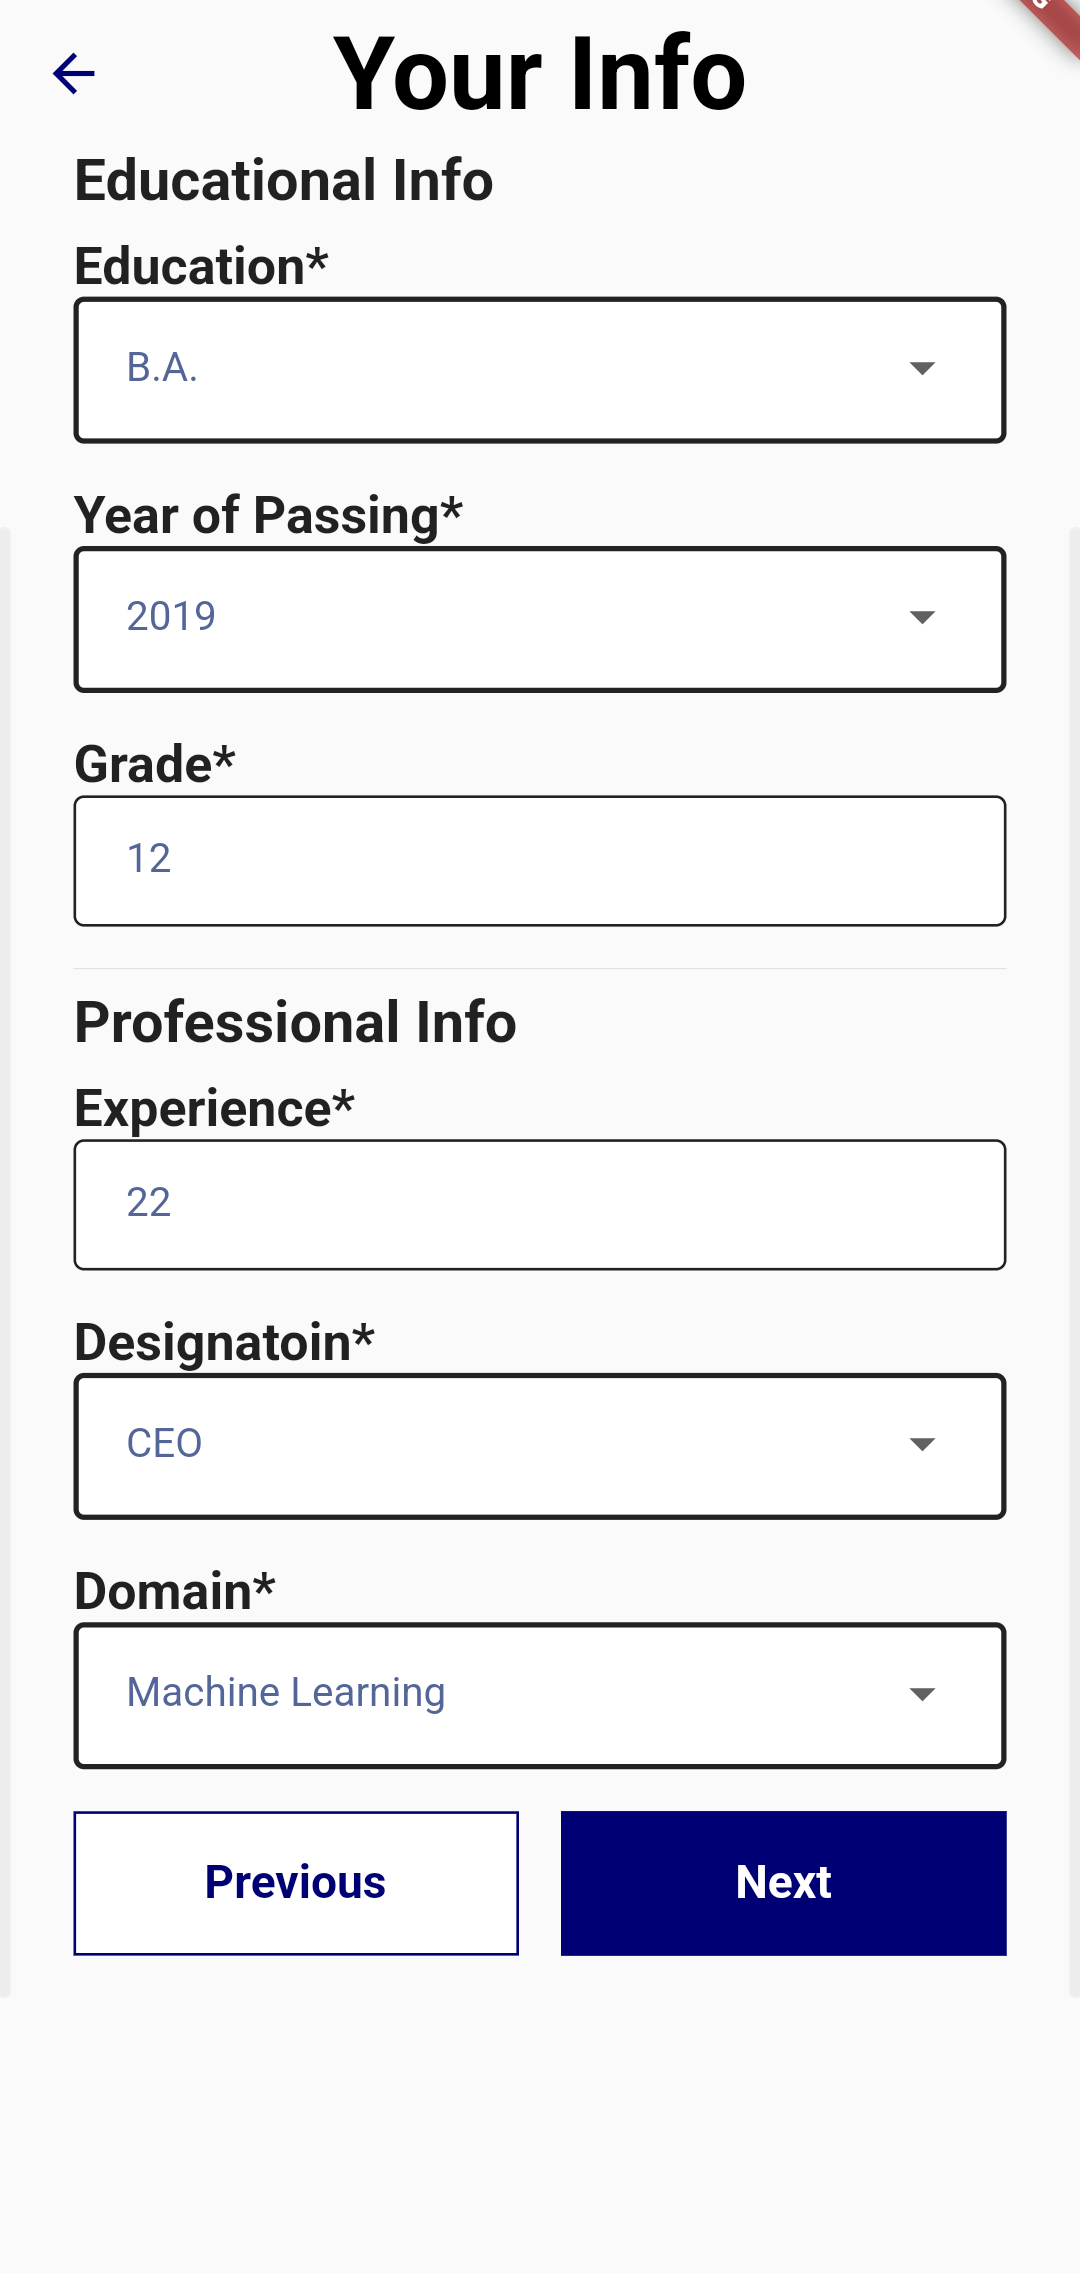 Your Info
Educational Info
Education*
B.A.
Year of Passing*
2019
Grade*
12
Professional Info
Experience*
22
Designatoin*
CEO
Domain*
Machine Learning
Previous Next